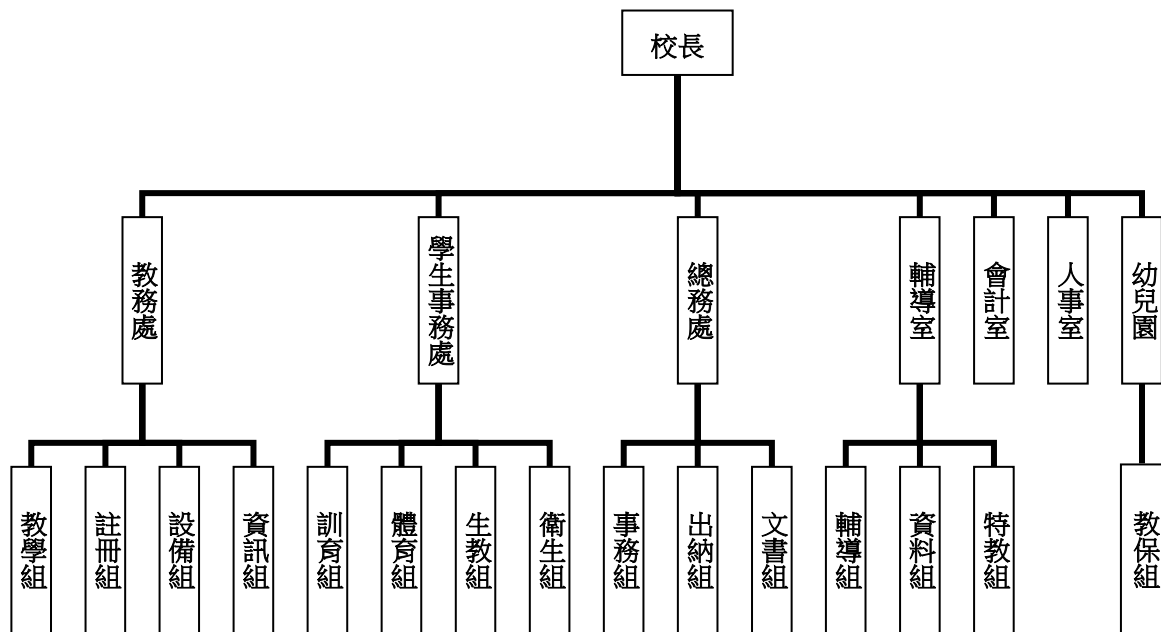 校長
教務處
學生事務處
總務處
輔導室
會計室
人事室
幼兒園
教學組
註冊組
設備組
資訊組
訓育組
體育組
生教組
衛生組
事務組
出納組
文書組
輔導組
資料組
特教組
教保組